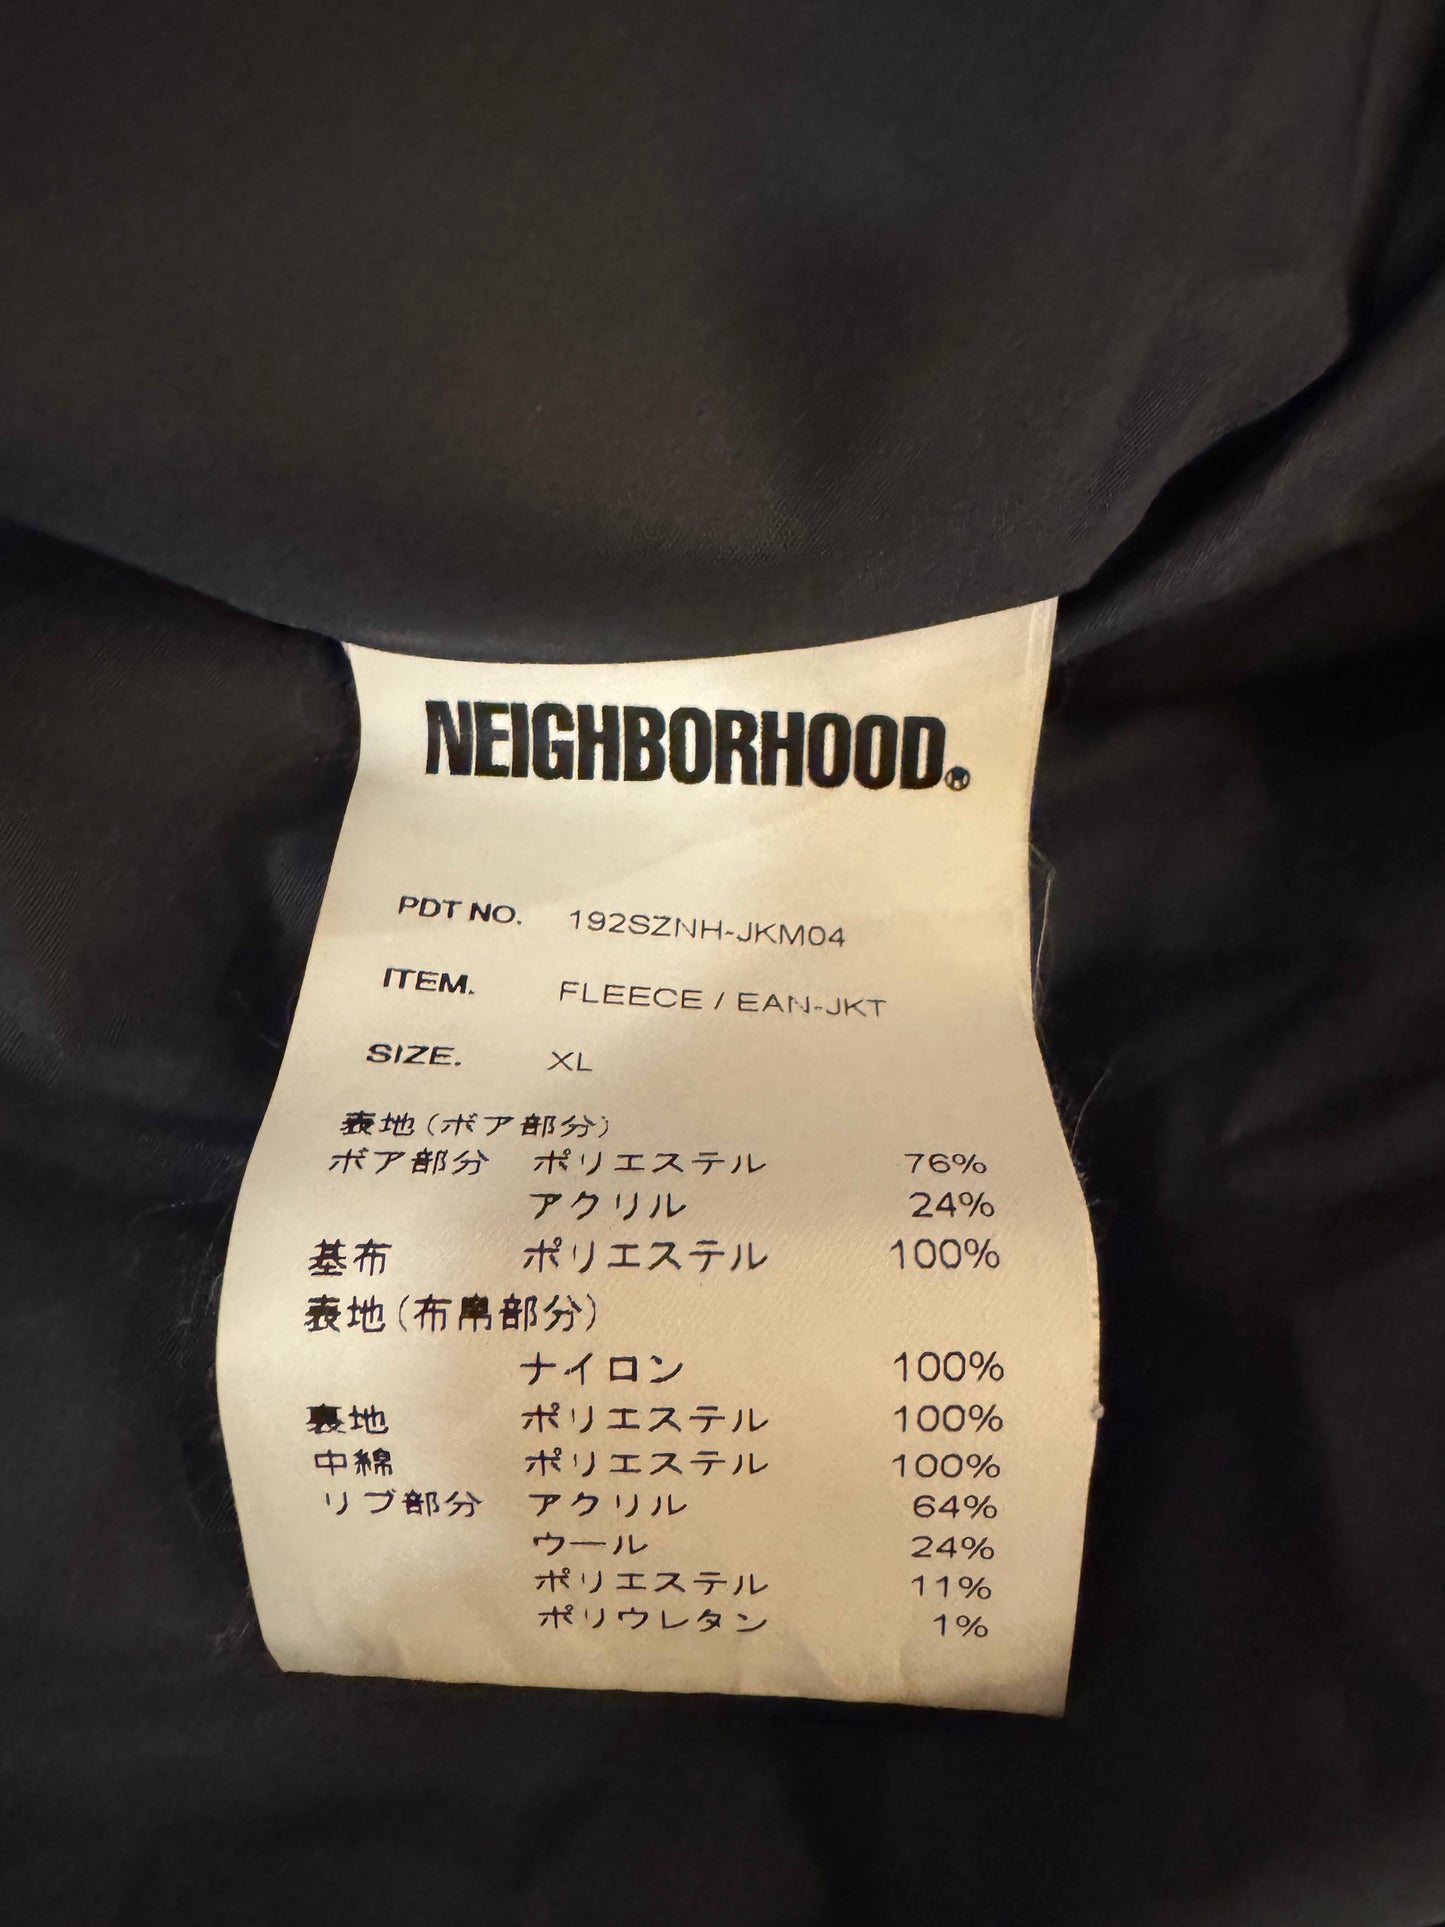 NEIGHBORHOOD®
PDT NO. 192SZNH-JKM04
ITEM. FLEECE / EAN-JKT
SIZE. XL
表地(ボア部分)
ボア部分 ポリエステル 76%
アクリル 24%
基布 ポリエステル 100%
表地(布帛部分)
ナイロン 100%
裏地 ポリエステル 100%
中綿 ポリエステル 100%
リブ部分 アクリル 64%
ウール 24%
ポリエステル 11%
ポリウレタン 1%